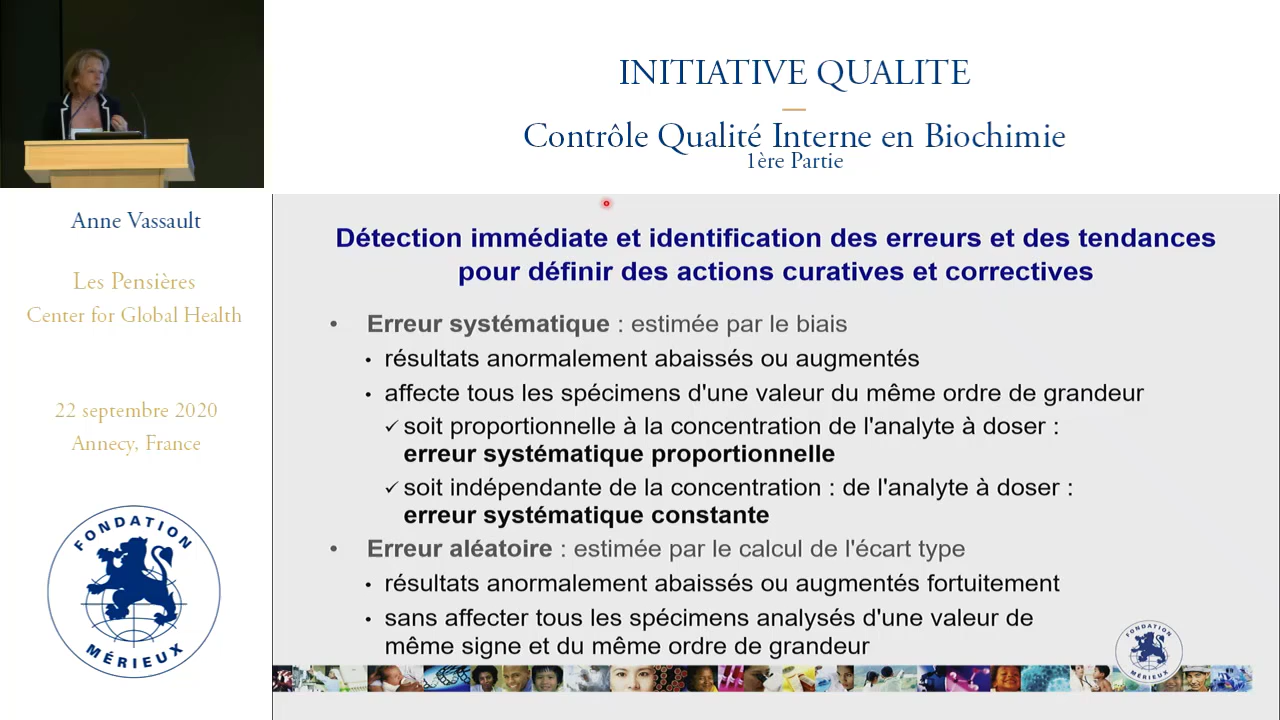 INITIATIVE QUALITE
Contrôle Qualité Interne en Biochimie
1ère Partie
Anne Vassault
Les Pensières
Center for Global Health
22 septembre 2020
Annecy, France
FONDATION
MÉRIEUX
Détection immédiate et identification des erreurs et des tendances
pour définir des actions curatives et correctives
• Erreur systématique : estimée par le biais
• résultats anormalement abaissés ou augmentés
• affecte tous les spécimens d'une valeur du même ordre de grandeur
✓ soit proportionnelle à la concentration de l'analyte à doser :
erreur systématique proportionnelle
✓ soit indépendante de la concentration : de l'analyte à doser :
erreur systématique constante
• Erreur aléatoire : estimée par le calcul de l'écart type
• résultats anormalement abaissés ou augmentés fortuitement
• sans affecter tous les spécimens analysés d'une valeur de
même signe et du même ordre de grandeur
FONDATION
MÉRIEUX